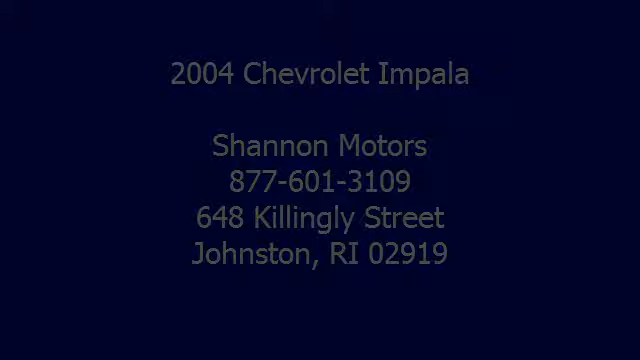 2004 Chevrolet Impala
Shannon Motors
877-601-3109
648 Killingly Street
Johnston, RI 02919